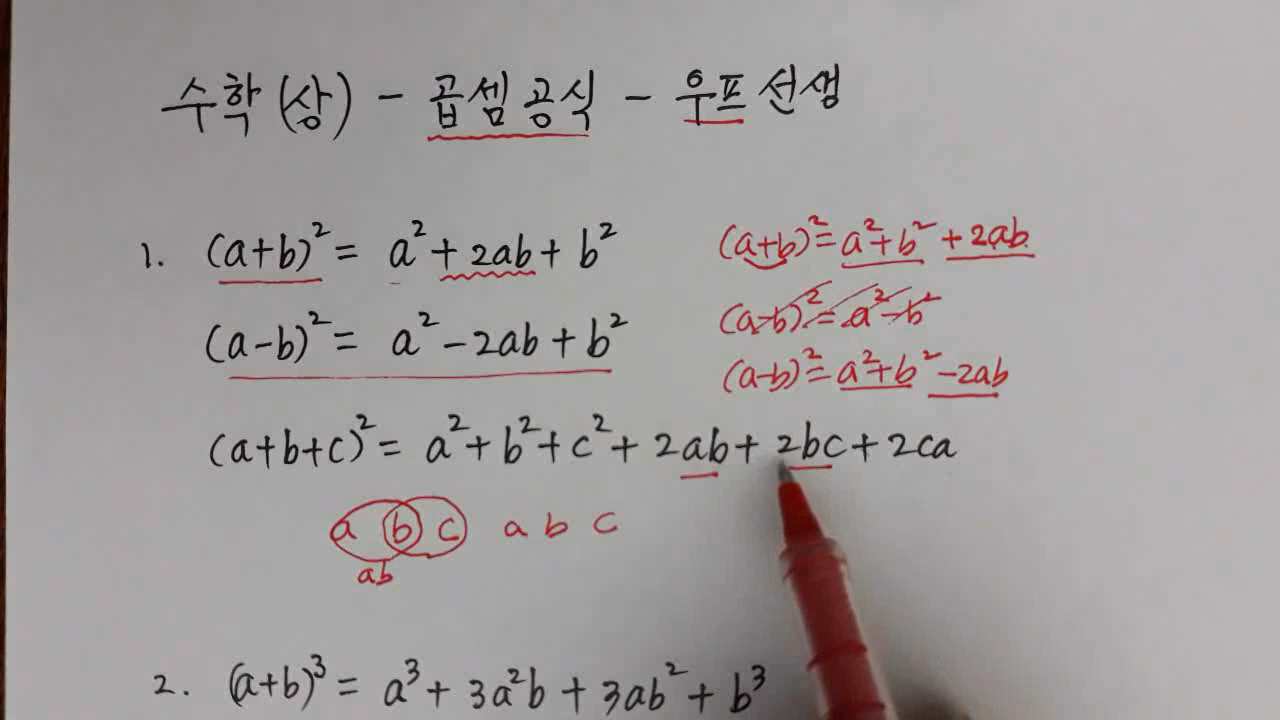 수학(상) - 곱셈공식 - 우프선생
1. (a+b)² = a² + 2ab + b²
(a+b)² = a²+b² + 2ab
(a-b)² = a²-b²
(a-b)² = a² - 2ab + b²
(a-b)² = a²+b² - 2ab
(a+b+c)² = a² + b² + c² + 2ab + 2bc + 2ca
a b c a b c
ab
2. (a+b)³ = a³ + 3a²b + 3ab² + b³